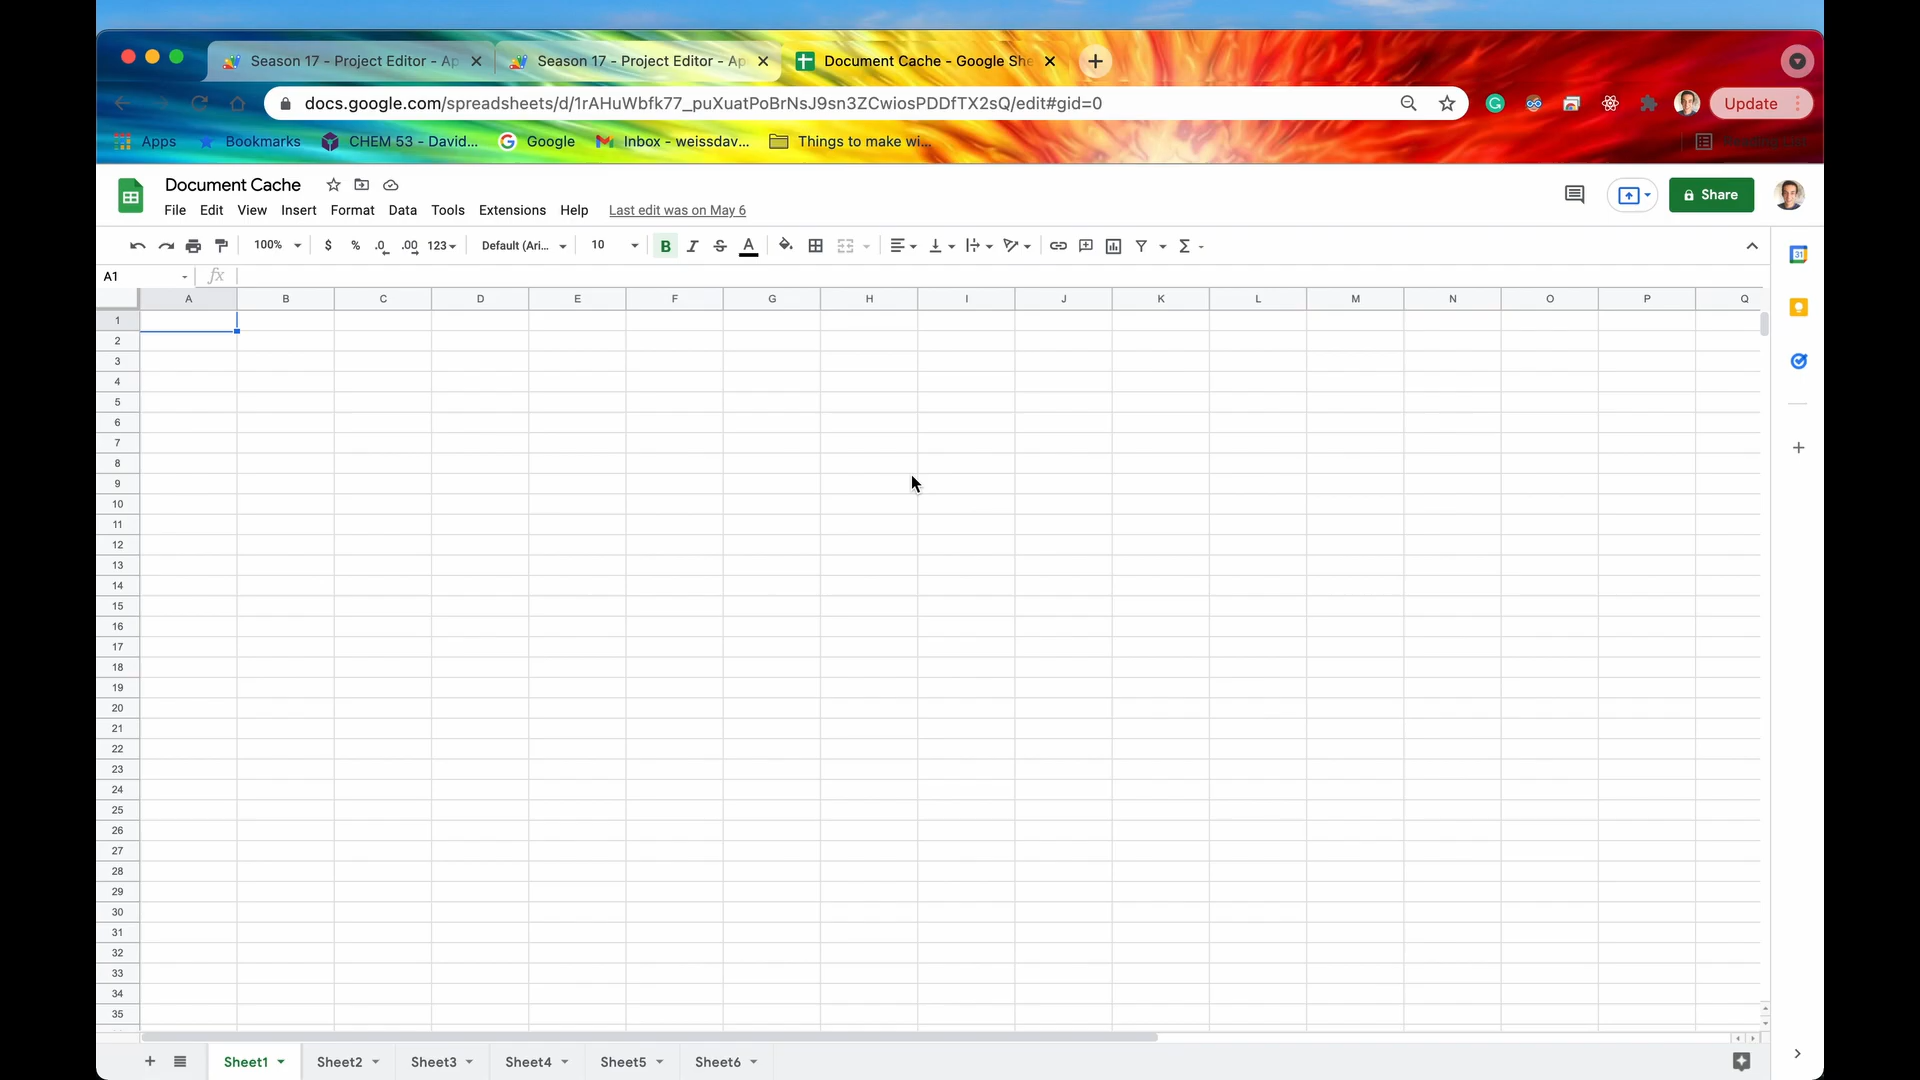 Season 17 - Project Editor - Ap
Season 17 - Project Editor - Ap
Document Cache - Google She
docs.google.com/spreadsheets/d/1rAHuWbfk77_puXuatPoBrNsJ9sn3ZCwiosPDDfTX2sQ/edit#gid=0
Update
Apps
Bookmarks
CHEM 53 - David...
Google
Inbox - weissdav...
Things to make wi...
Reading List
Document Cache
File Edit View Insert Format Data Tools Extensions Help Last edit was on May 6
Share
100% $ % .0 .00 123 Default (Ari... 10 B I S A Σ
31
A1 fx
A B C D E F G H I J K L M N O P Q
1
2
3
4
5
6
7
8
9
10
11
12
13
14
15
16
17
18
19
20
21
22
23
24
25
26
27
28
29
30
31
32
33
34
35
Sheet1 Sheet2 Sheet3 Sheet4 Sheet5 Sheet6